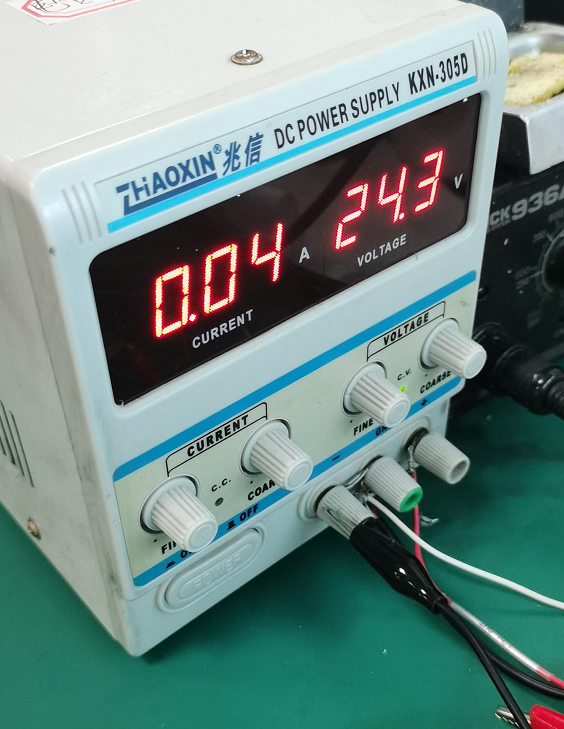 ZHAOXIN® 兆信 DC POWER SUPPLY KXN-305D
0.04 A 24.3 V
CURRENT VOLTAGE
VOLTAGE
C.V.
FINE COARSE
CURRENT
C.C.
OFF
POWER
936A
- +